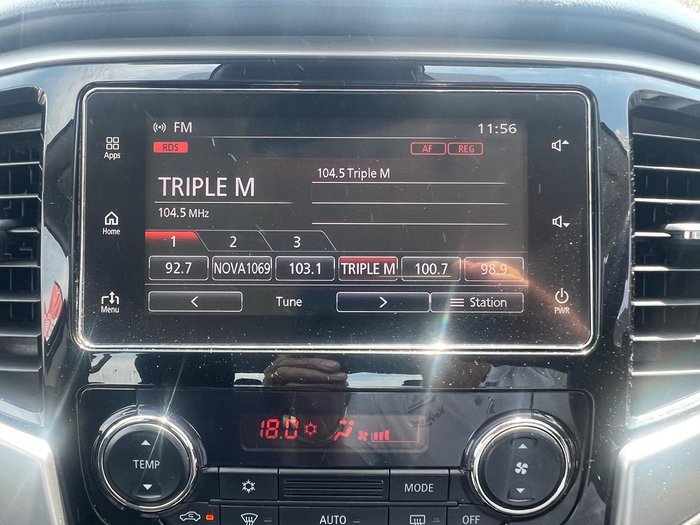 FM 11:56
Apps RDS AF REG
TRIPLE M 104.5 Triple M
104.5 MHz
Home
1 2 3
92.7 NOVA1069 103.1 TRIPLE M 100.7 98.9
Menu < Tune > Station PWR
18.0
TEMP
MODE
AUTO OFF